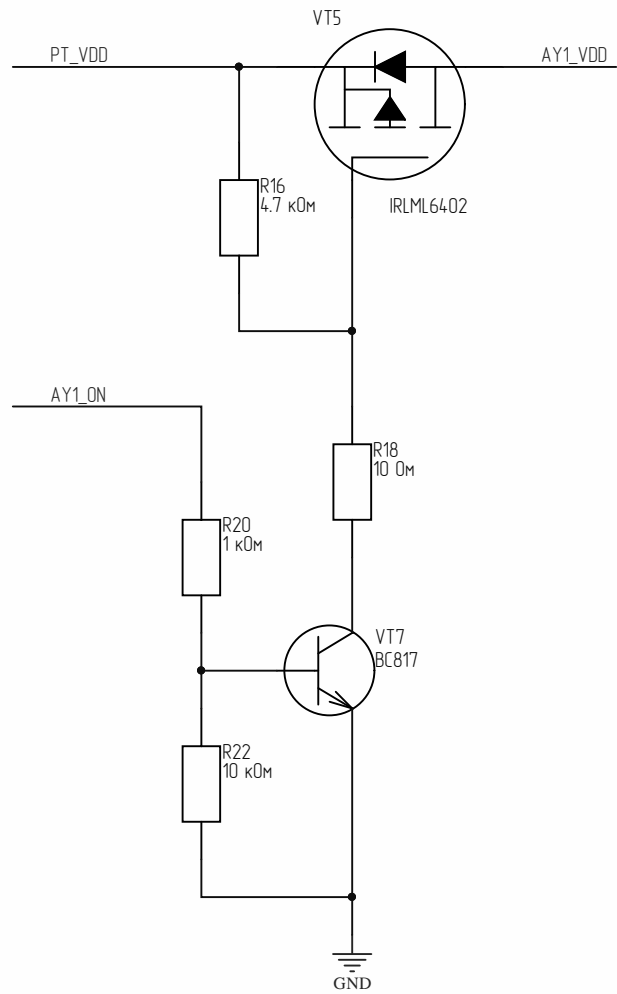 VT5
PT_VDD
AY1_VDD
R16
4.7 кОм
IRLML6402
AY1_ON
R18
10 Ом
R20
1 кОм
VT7
BC817
R22
10 кОм
GND